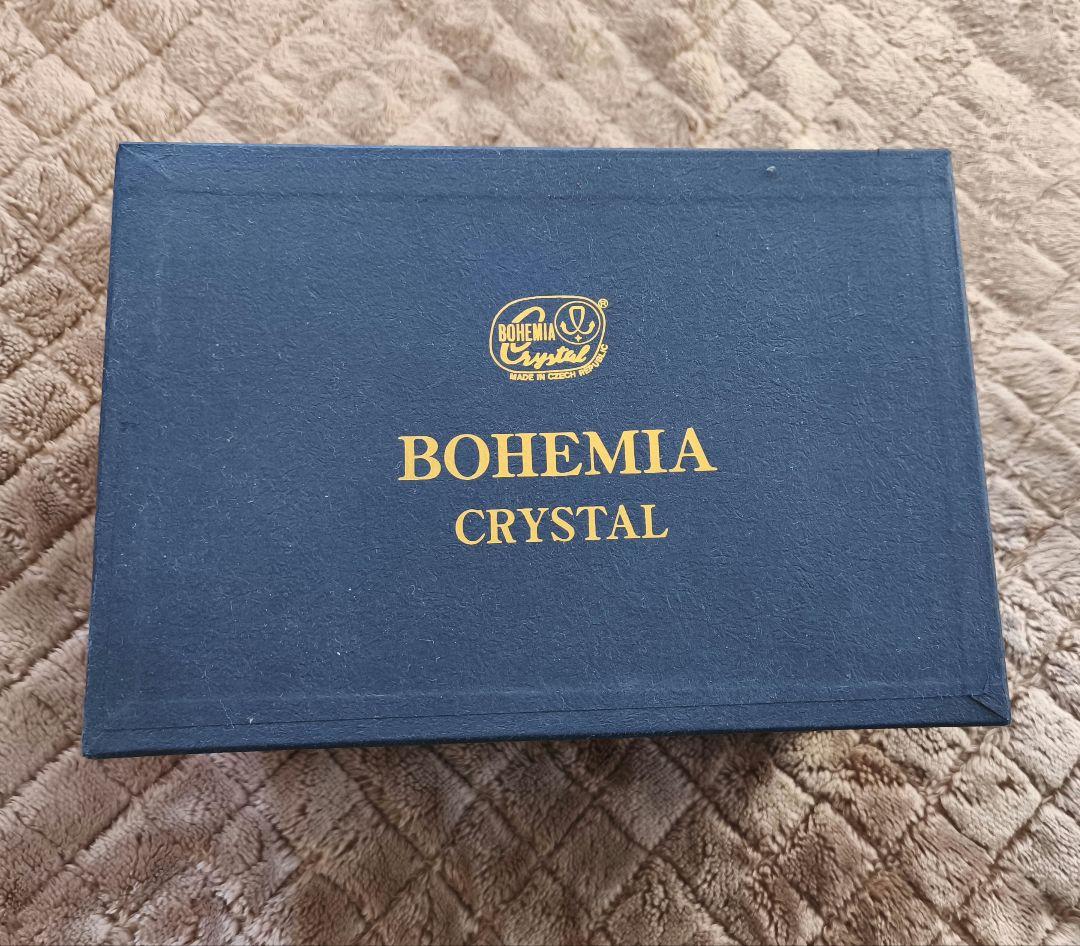 BOHEMIA
Crystal
®
MADE IN CZECH REPUBLIC
BOHEMIA
CRYSTAL